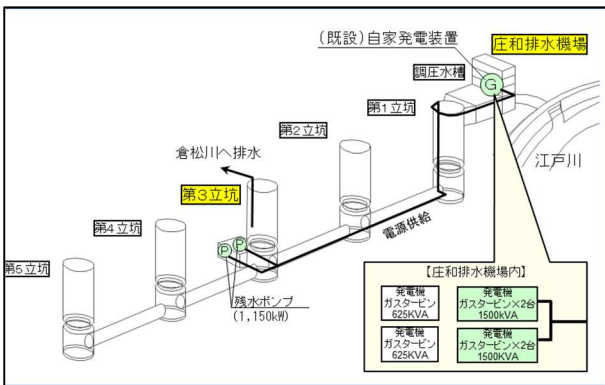 (既設)自家発電装置
庄和排水機場
調圧水槽
G
第1立坑
第2立坑
江戸川
倉松川へ排水
第3立坑
第4立坑
電源供給
P
P
第5立坑
残水ポンプ
(1,150kW)
【庄和排水機場内】
発電機
ガスタービン
625KVA
発電機
ガスタービン×2台
1500kVA
発電機
ガスタービン
625KVA
発電機
ガスタービン×2台
1500KVA